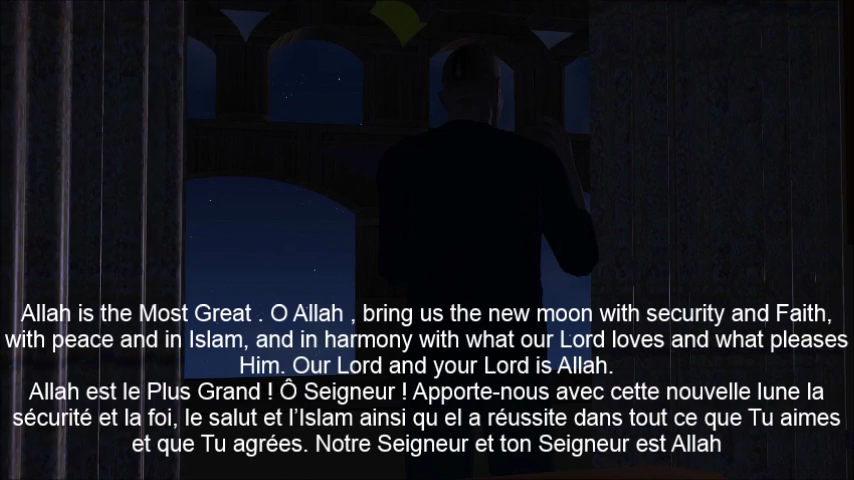 Allah is the Most Great . O Allah , bring us the new moon with security and Faith,
with peace and in Islam, and in harmony with what our Lord loves and what pleases
Him. Our Lord and your Lord is Allah.
Allah est le Plus Grand ! Ô Seigneur ! Apporte-nous avec cette nouvelle lune la
sécurité et la foi, le salut et l’Islam ainsi qu el a réussite dans tout ce que Tu aimes
et que Tu agrées. Notre Seigneur et ton Seigneur est Allah